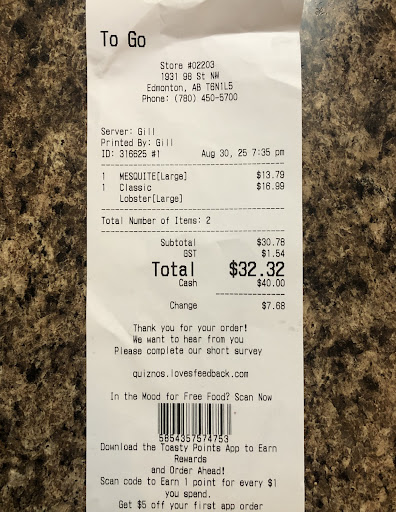 To Go
Store #02203
1931 98 St NW
Edmonton, AB T6N1L5
Phone: (780) 450-5700
Server: Gill
Printed By: Gill
ID: 316625 #1 Aug 30, 25 7:35 pm
1 MESQUITE[Large] $13.79
1 Classic $16.99
Lobster[Large]
Total Number of Items: 2
Subtotal $30.78
GST $1.54
Total $32.32
Cash $40.00
Change $7.68
Thank you for your order!
We want to hear from you
Please complete our short survey
quiznos.lovesfeedback.com
In the Mood for Free Food? Scan Now
5854357574753
Download the Toasty Points App to Earn
Rewards
and Order Ahead!
Scan code to Earn 1 point for every $1
you spend.
Get $5 off your first app order